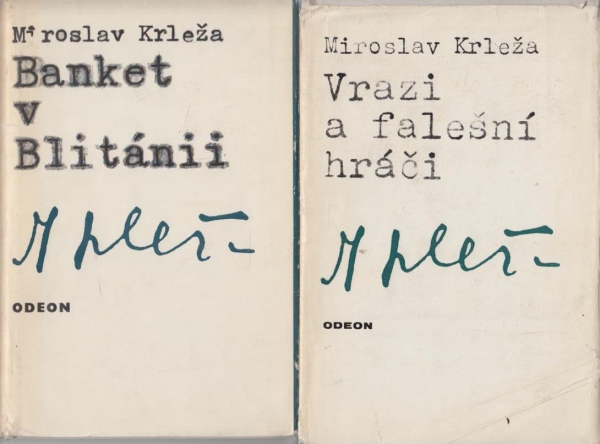 Miroslav Krleža
Banket
v
Blitánii
ODEON
Miroslav Krleža
Vrazi
a falešní
hráči
ODEON